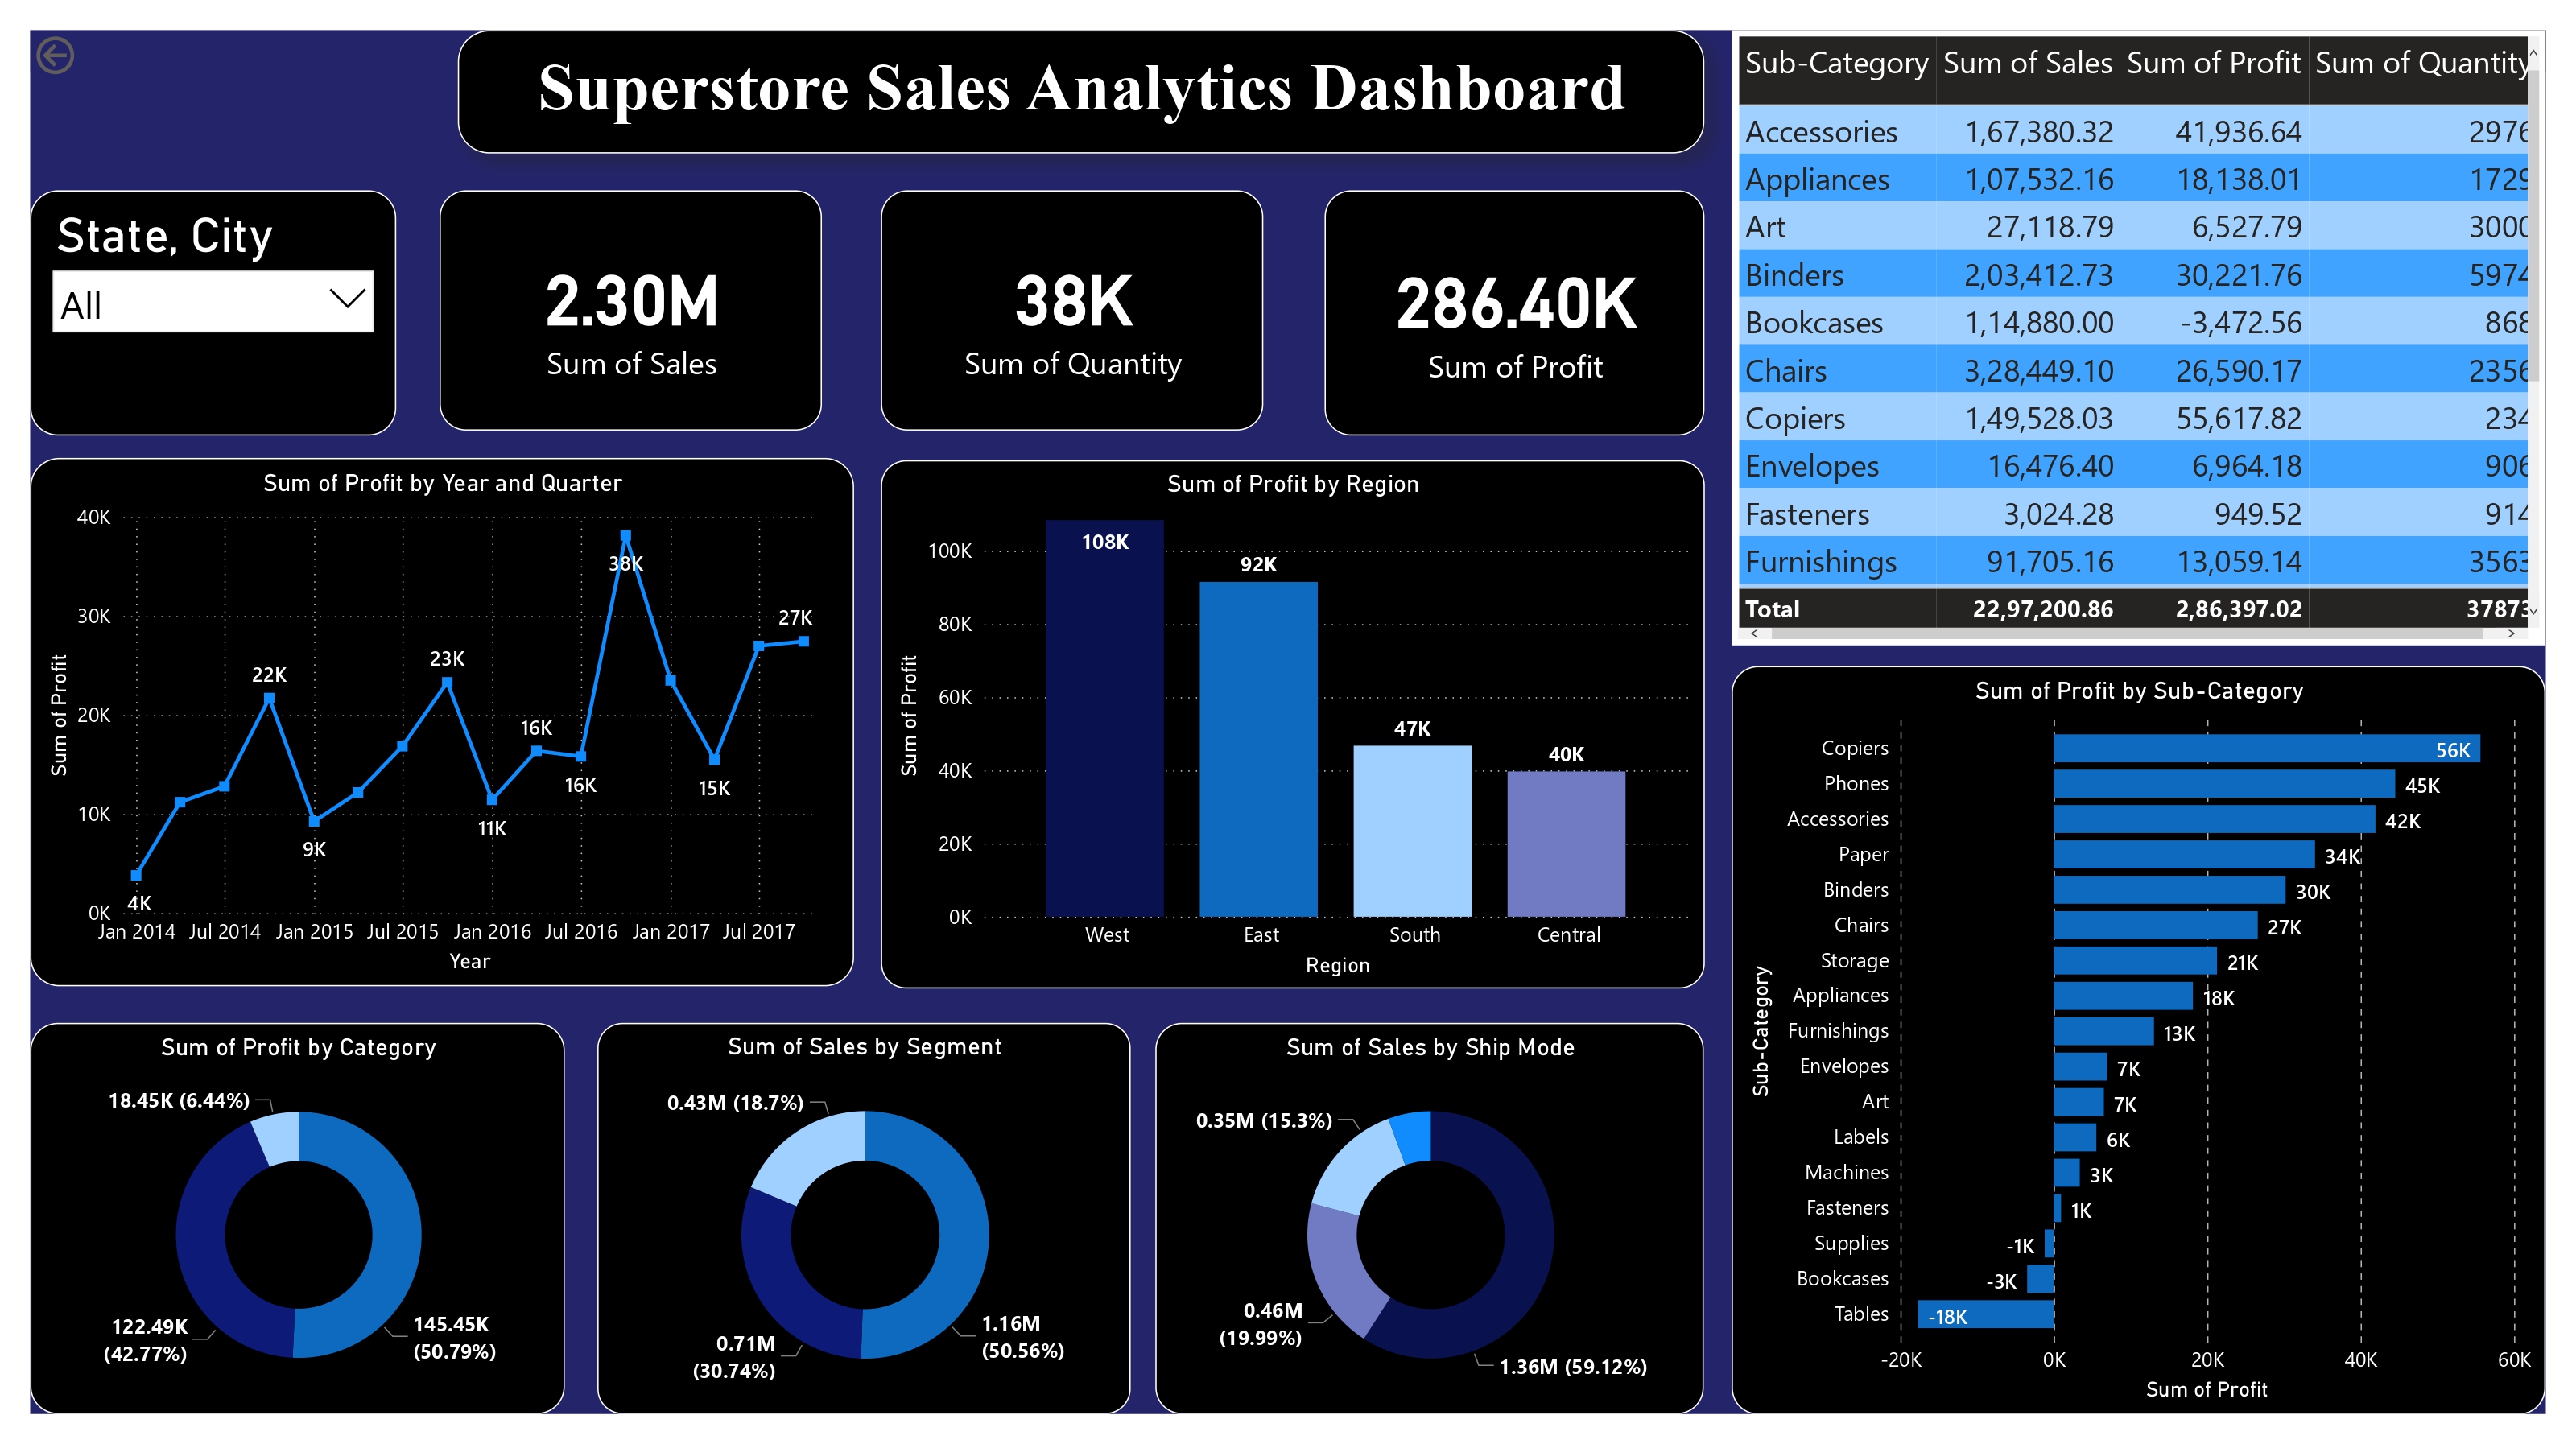 Superstore Sales Analytics Dashboard
State, City
All
2.30M
Sum of Sales
38K
Sum of Quantity
286.40K
Sum of Profit
Sub-Category Sum of Sales Sum of Profit Sum of Quantity
Accessories 1,67,380.32 41,936.64 2976
Appliances 1,07,532.16 18,138.01 1729
Art 27,118.79 6,527.79 3000
Binders 2,03,412.73 30,221.76 5974
Bookcases 1,14,880.00 -3,472.56 868
Chairs 3,28,449.10 26,590.17 2356
Copiers 1,49,528.03 55,617.82 234
Envelopes 16,476.40 6,964.18 906
Fasteners 3,024.28 949.52 914
Furnishings 91,705.16 13,059.14 3563
Total 22,97,200.86 2,86,397.02 37873
Sum of Profit by Year and Quarter
Sum of Profit
40K
30K
20K
10K
0K
4K
22K
9K
23K
11K
16K
16K
38K
15K
27K
Jan 2014 Jul 2014 Jan 2015 Jul 2015 Jan 2016 Jul 2016 Jan 2017 Jul 2017
Year
Sum of Profit by Region
Sum of Profit
100K
80K
60K
40K
20K
0K
108K
92K
47K
40K
West East South Central
Region
Sum of Profit by Sub-Category
Sub-Category
Copiers 56K
Phones 45K
Accessories 42K
Paper 34K
Binders 30K
Chairs 27K
Storage 21K
Appliances 18K
Furnishings 13K
Envelopes 7K
Art 7K
Labels 6K
Machines 3K
Fasteners 1K
Supplies -1K
Bookcases -3K
Tables -18K
-20K 0K 20K 40K 60K
Sum of Profit
Sum of Profit by Category
18.45K (6.44%)
122.49K
(42.77%)
145.45K
(50.79%)
Sum of Sales by Segment
0.43M (18.7%)
0.71M
(30.74%)
1.16M
(50.56%)
Sum of Sales by Ship Mode
0.35M (15.3%)
0.46M
(19.99%)
1.36M (59.12%)